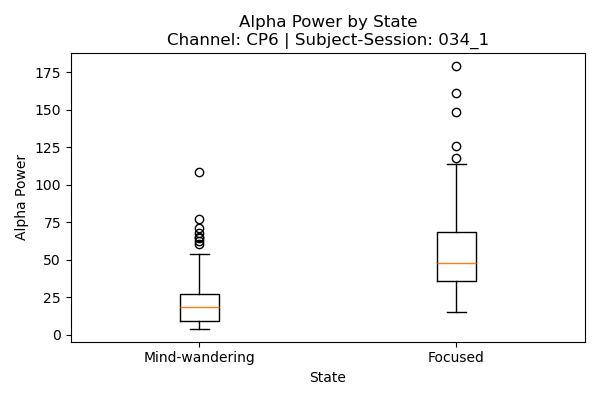 Alpha Power by State
Channel: CP6 | Subject-Session: 034_1
175
150
125
100
75
50
25
0
Alpha Power
Mind-wandering
Focused
State